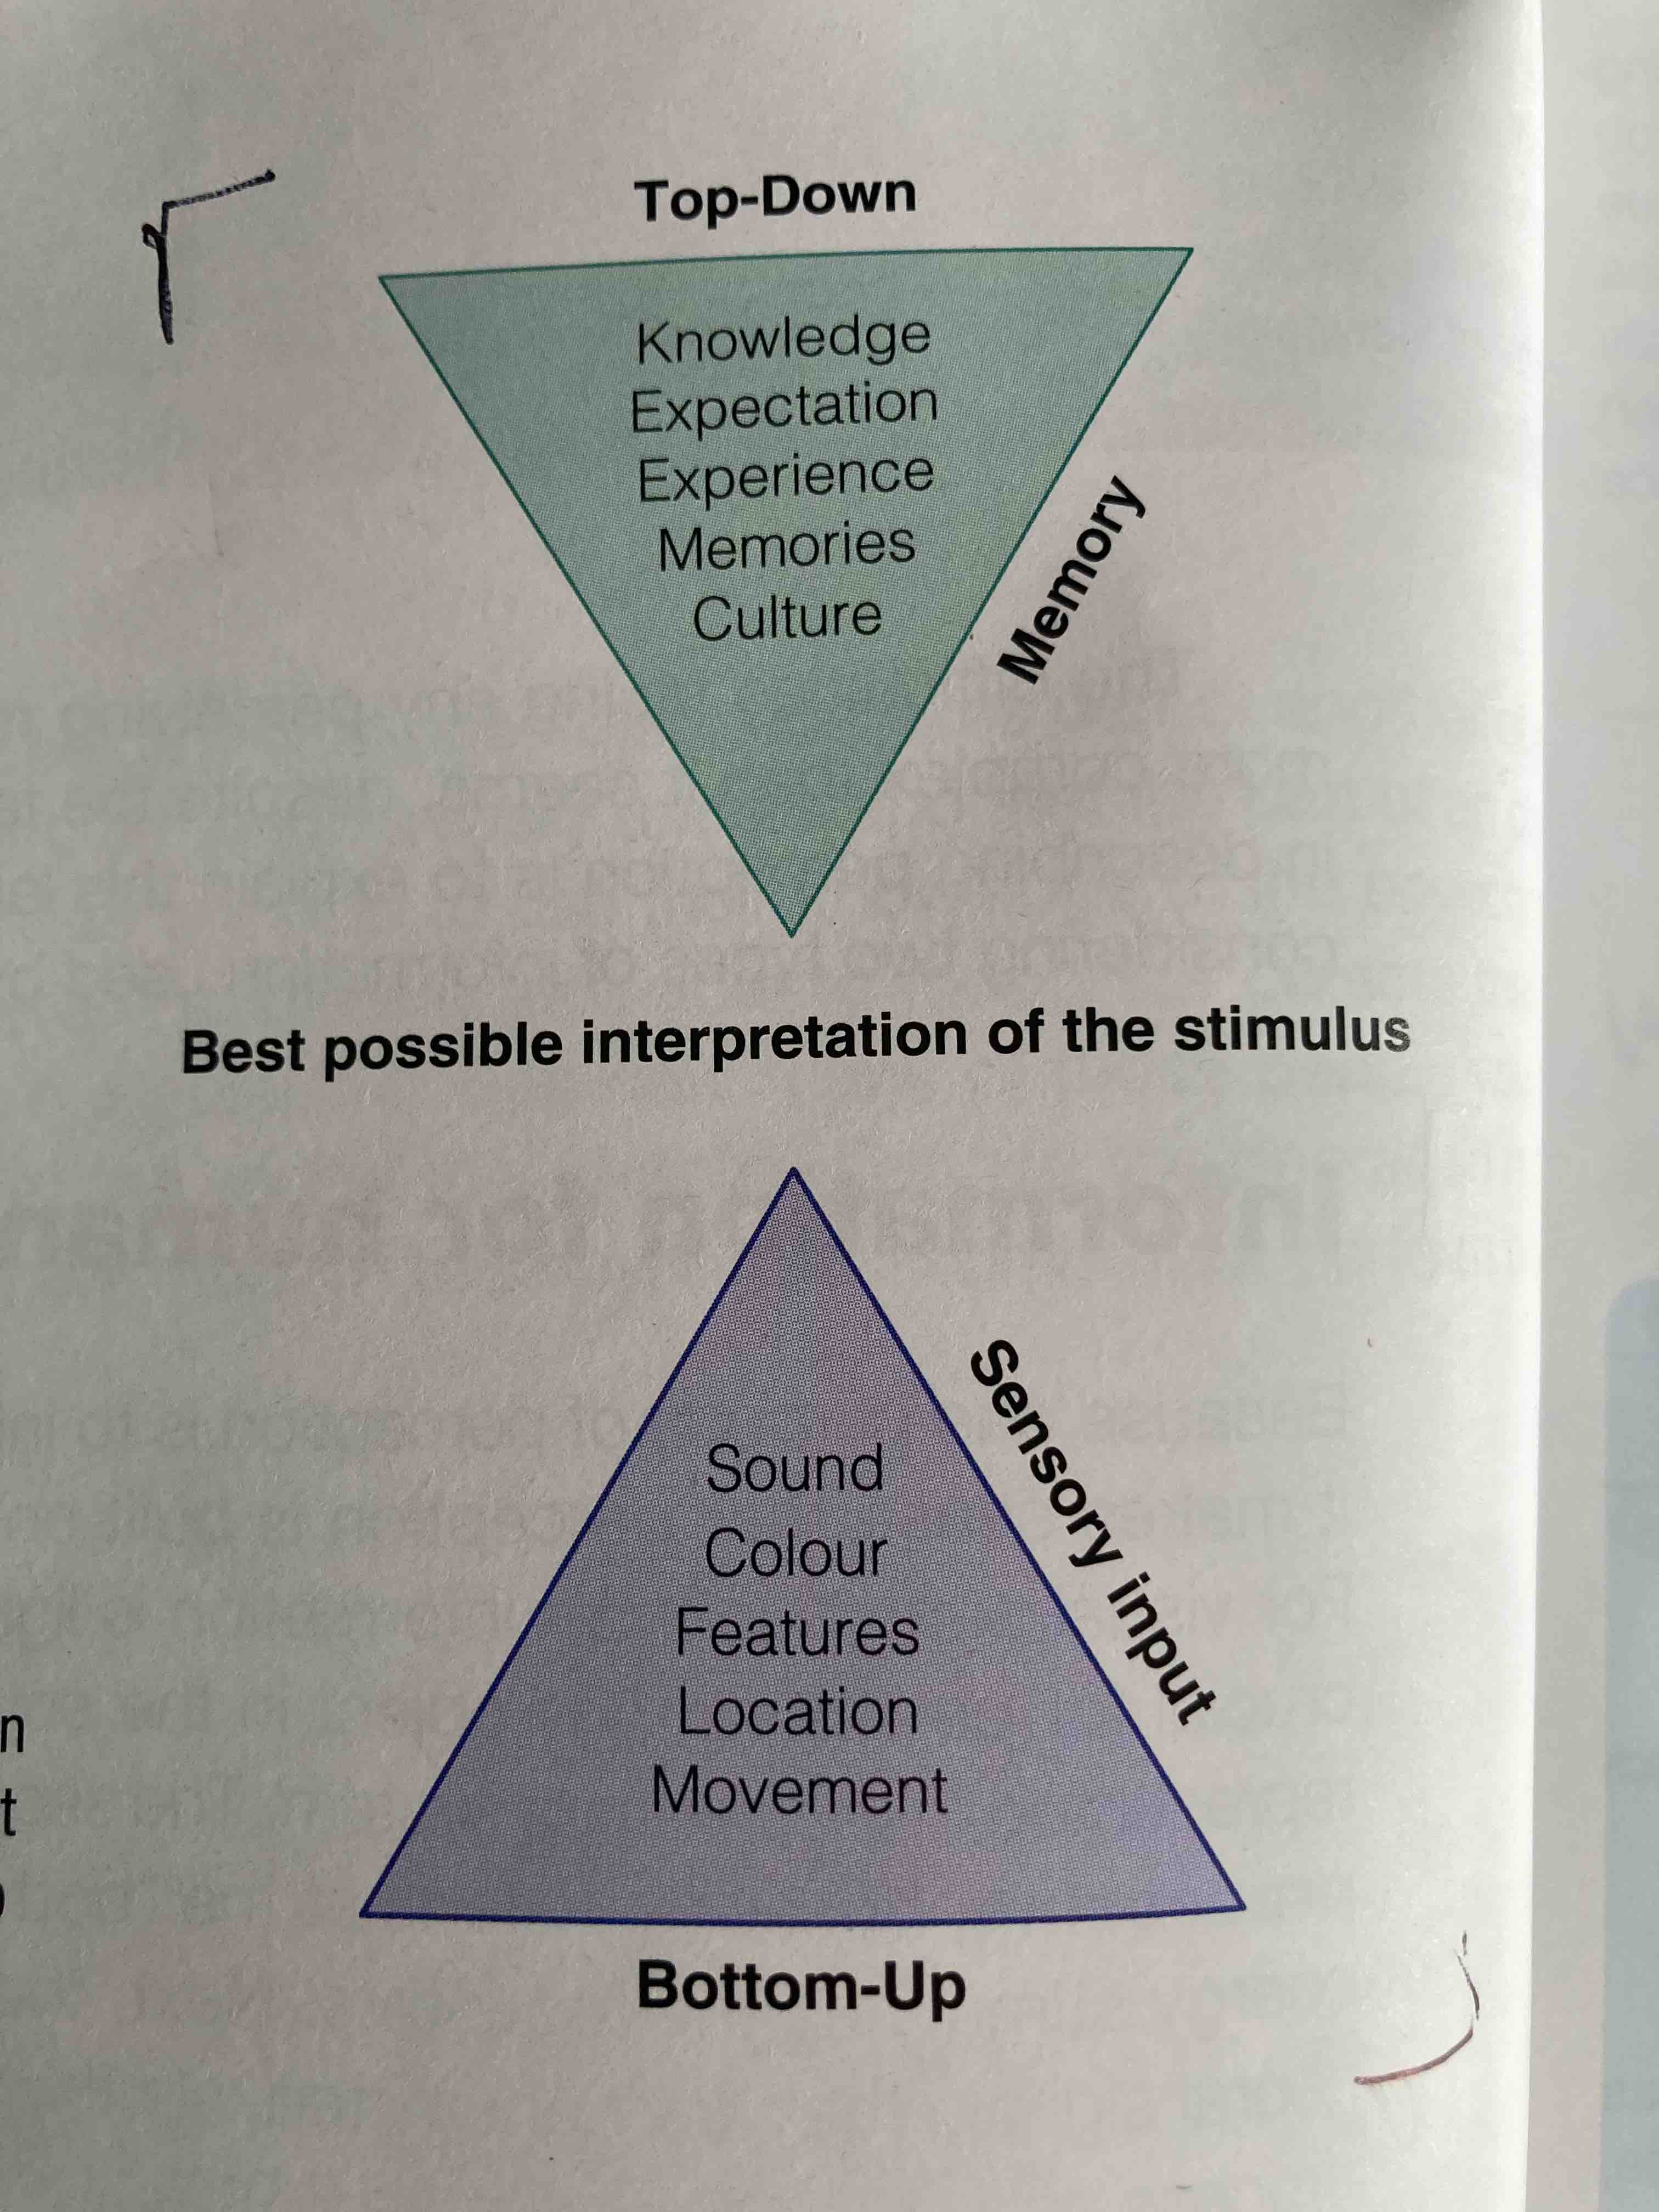 Top-Down
Knowledge
Expectation
Experience
Memories
Culture
Memory
Best possible interpretation of the stimulus
Sensory input
Sound
Colour
Features
Location
Movement
n
t
Bottom-Up